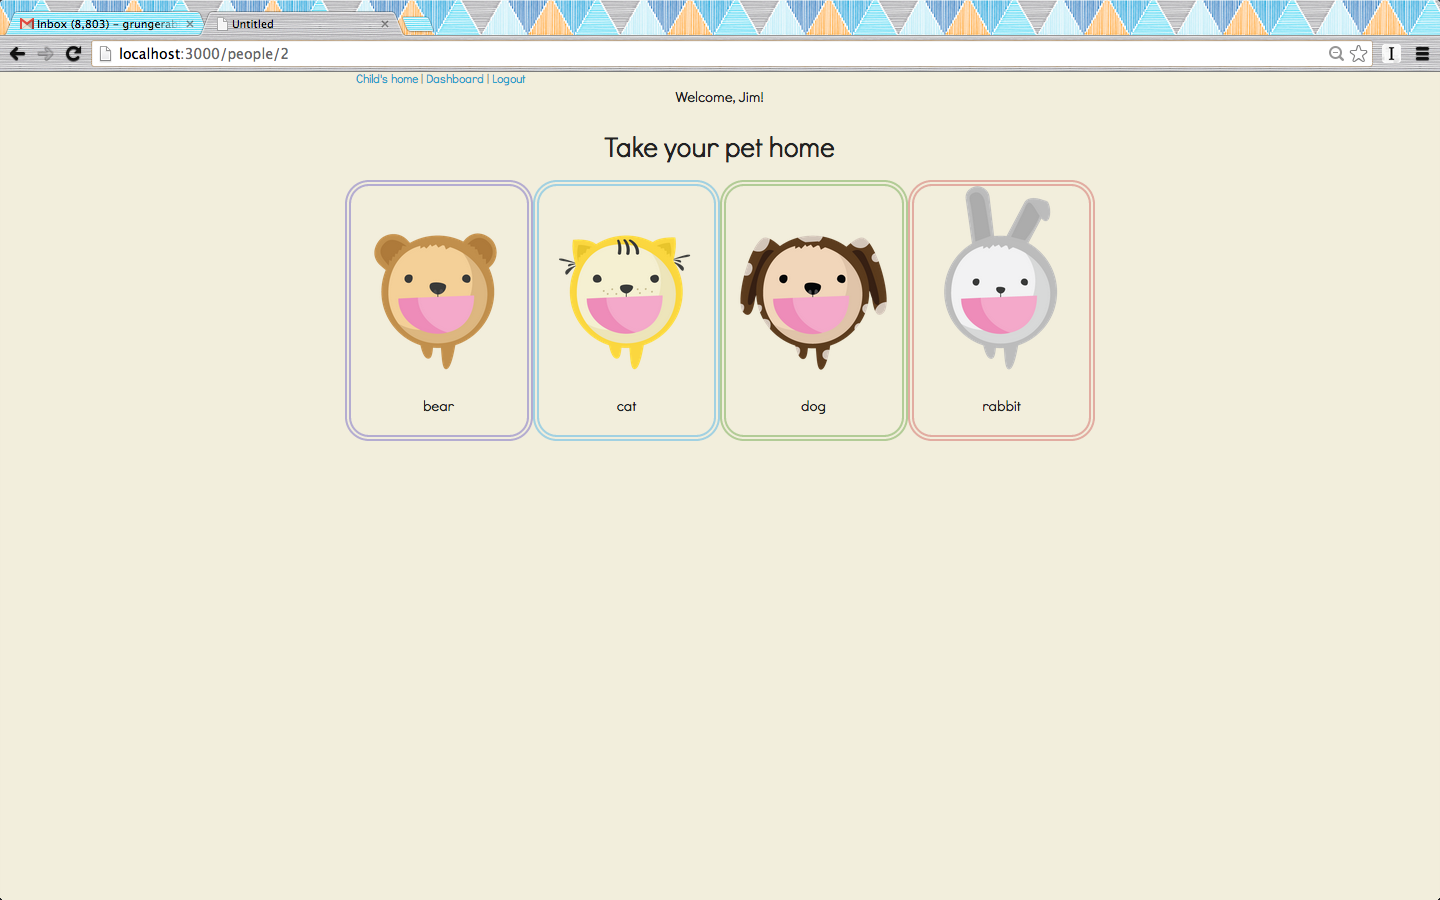 Inbox (8,803) – grungerab
Untitled
localhost:3000/people/2
Child's home | Dashboard | Logout
Welcome, Jim!
Take your pet home
bear
cat
dog
rabbit